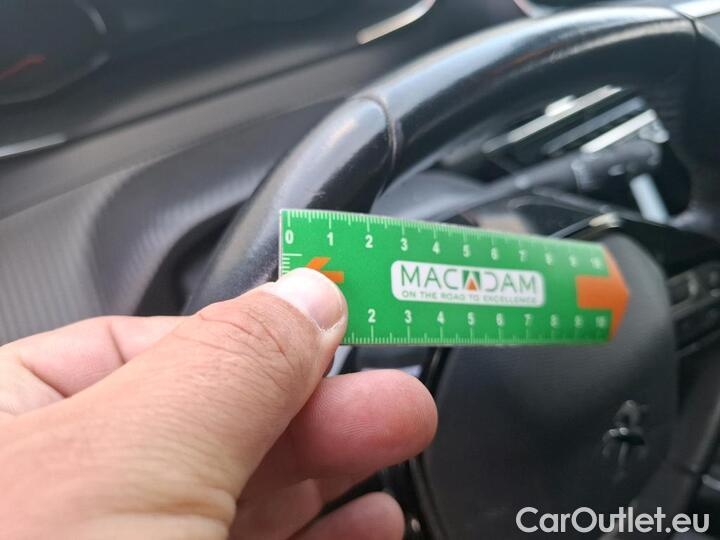 0 1 2 3 4 5 6 7 8 9 10
MACADAM
ON THE ROAD TO EXCELLENCE
2 3 4 5 6 7 8 9 10
CarOutlet.eu